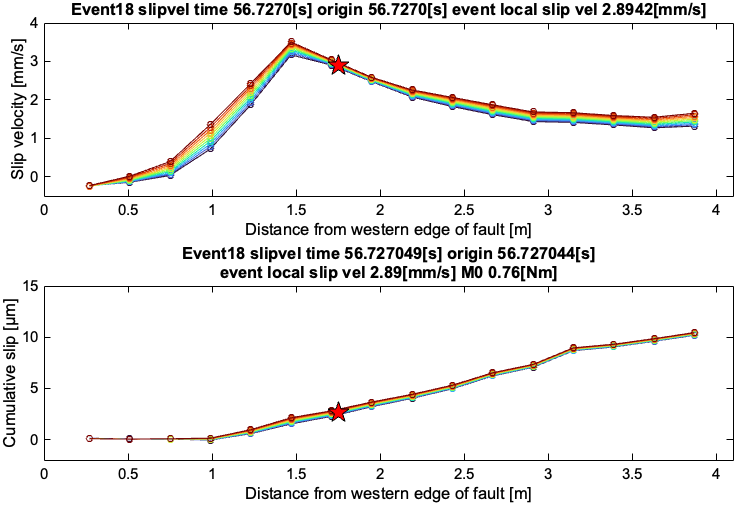 Event18 slipvel time 56.7270[s] origin 56.7270[s] event local slip vel 2.8942[mm/s]
4
3
2
1
0
Slip velocity [mm/s]
0 0.5 1 1.5 2 2.5 3 3.5 4
Distance from western edge of fault [m]
Event18 slipvel time 56.727049[s] origin 56.727044[s]
event local slip vel 2.89[mm/s] M0 0.76[Nm]
15
10
5
0
Cumulative slip [µm]
0 0.5 1 1.5 2 2.5 3 3.5 4
Distance from western edge of fault [m]